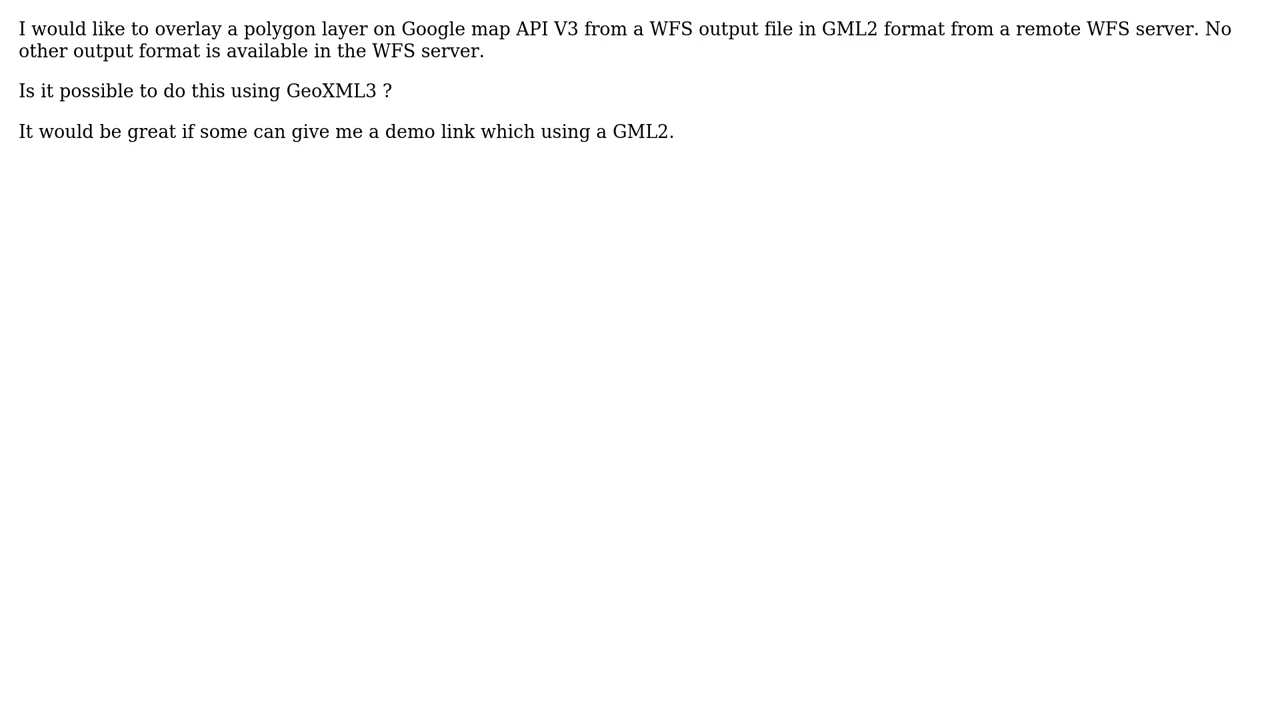 I would like to overlay a polygon layer on Google map API V3 from a WFS output file in GML2 format from a remote WFS server. No
other output format is available in the WFS server.
Is it possible to do this using GeoXML3 ?
It would be great if some can give me a demo link which using a GML2.